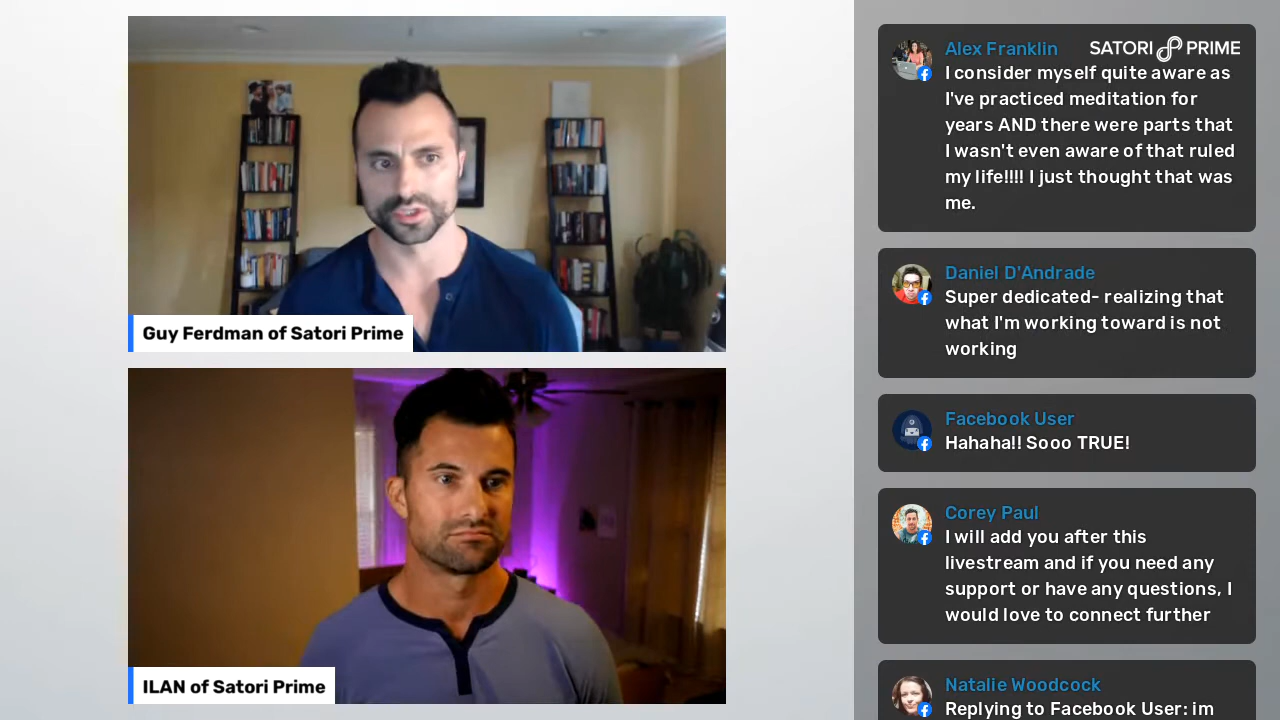 Guy Ferdman of Satori Prime
ILAN of Satori Prime
SATORI PRIME
Alex Franklin
I consider myself quite aware as
I've practiced meditation for
years AND there were parts that
I wasn't even aware of that ruled
my life!!!! I just thought that was
me.
Daniel D'Andrade
Super dedicated- realizing that
what I'm working toward is not
working
Facebook User
Hahaha!! Sooo TRUE!
Corey Paul
I will add you after this
livestream and if you need any
support or have any questions, I
would love to connect further
Natalie Woodcock
Replying to Facebook User: im